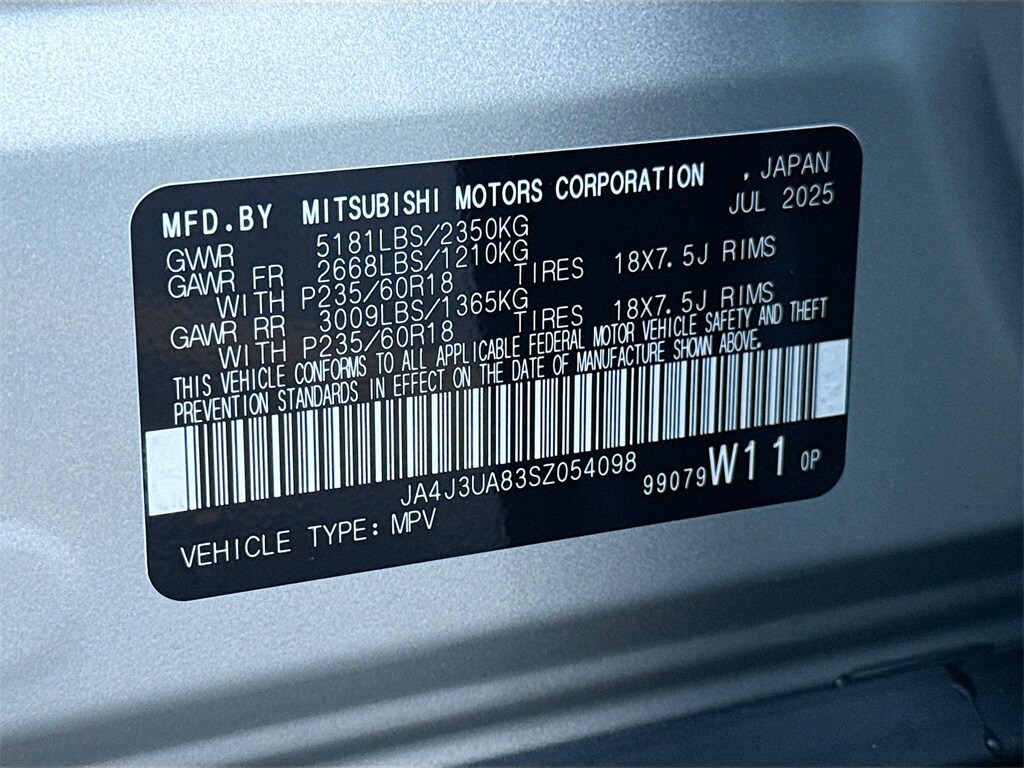 MFD.BY MITSUBISHI MOTORS CORPORATION , JAPAN
JUL 2025
GVWR 5181LBS/2350KG
GAWR FR 2668LBS/1210KG
WITH P235/60R18 TIRES 18X7.5J RIMS
GAWR RR 3009LBS/1365KG
WITH P235/60R18 TIRES 18X7.5J RIMS
THIS VEHICLE CONFORMS TO ALL APPLICABLE FEDERAL MOTOR VEHICLE SAFETY AND THEFT
PREVENTION STANDARDS IN EFFECT ON THE DATE OF MANUFACTURE SHOWN ABOVE.
JA4J3UA83SZ054098
99079 W11 0P
VEHICLE TYPE: MPV